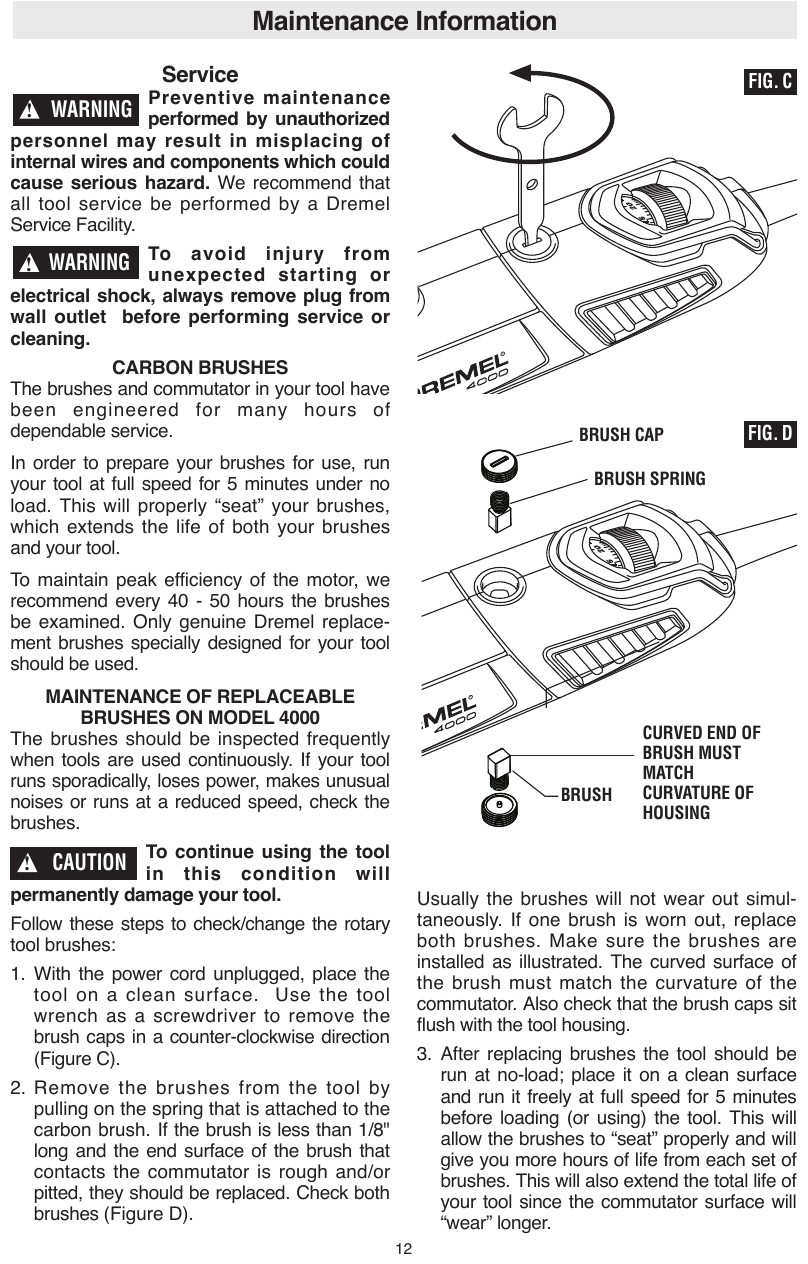 Maintenance Information
Service
WARNING Preventive maintenance
performed by unauthorized
personnel may result in misplacing of
internal wires and components which could
cause serious hazard. We recommend that
all tool service be performed by a Dremel
Service Facility.
WARNING To avoid injury from
unexpected starting or
electrical shock, always remove plug from
wall outlet before performing service or
cleaning.
CARBON BRUSHES
The brushes and commutator in your tool have
been engineered for many hours of
dependable service.
In order to prepare your brushes for use, run
your tool at full speed for 5 minutes under no
load. This will properly “seat” your brushes,
which extends the life of both your brushes
and your tool.
To maintain peak efficiency of the motor, we
recommend every 40 - 50 hours the brushes
be examined. Only genuine Dremel replace-
ment brushes specially designed for your tool
should be used.
MAINTENANCE OF REPLACEABLE
BRUSHES ON MODEL 4000
The brushes should be inspected frequently
when tools are used continuously. If your tool
runs sporadically, loses power, makes unusual
noises or runs at a reduced speed, check the
brushes.
CAUTION To continue using the tool
in this condition will
permanently damage your tool.
Follow these steps to check/change the rotary
tool brushes:
1. With the power cord unplugged, place the
tool on a clean surface. Use the tool
wrench as a screwdriver to remove the
brush caps in a counter-clockwise direction
(Figure C).
2. Remove the brushes from the tool by
pulling on the spring that is attached to the
carbon brush. If the brush is less than 1/8"
long and the end surface of the brush that
contacts the commutator is rough and/or
pitted, they should be replaced. Check both
brushes (Figure D).
FIG. C
REMEL
4000
FIG. D
BRUSH CAP
BRUSH SPRING
MEL
4000
CURVED END OF
BRUSH MUST
MATCH
CURVATURE OF
HOUSING
BRUSH
Usually the brushes will not wear out simul-
taneously. If one brush is worn out, replace
both brushes. Make sure the brushes are
installed as illustrated. The curved surface of
the brush must match the curvature of the
commutator. Also check that the brush caps sit
flush with the tool housing.
3. After replacing brushes the tool should be
run at no-load; place it on a clean surface
and run it freely at full speed for 5 minutes
before loading (or using) the tool. This will
allow the brushes to “seat” properly and will
give you more hours of life from each set of
brushes. This will also extend the total life of
your tool since the commutator surface will
“wear” longer.
12